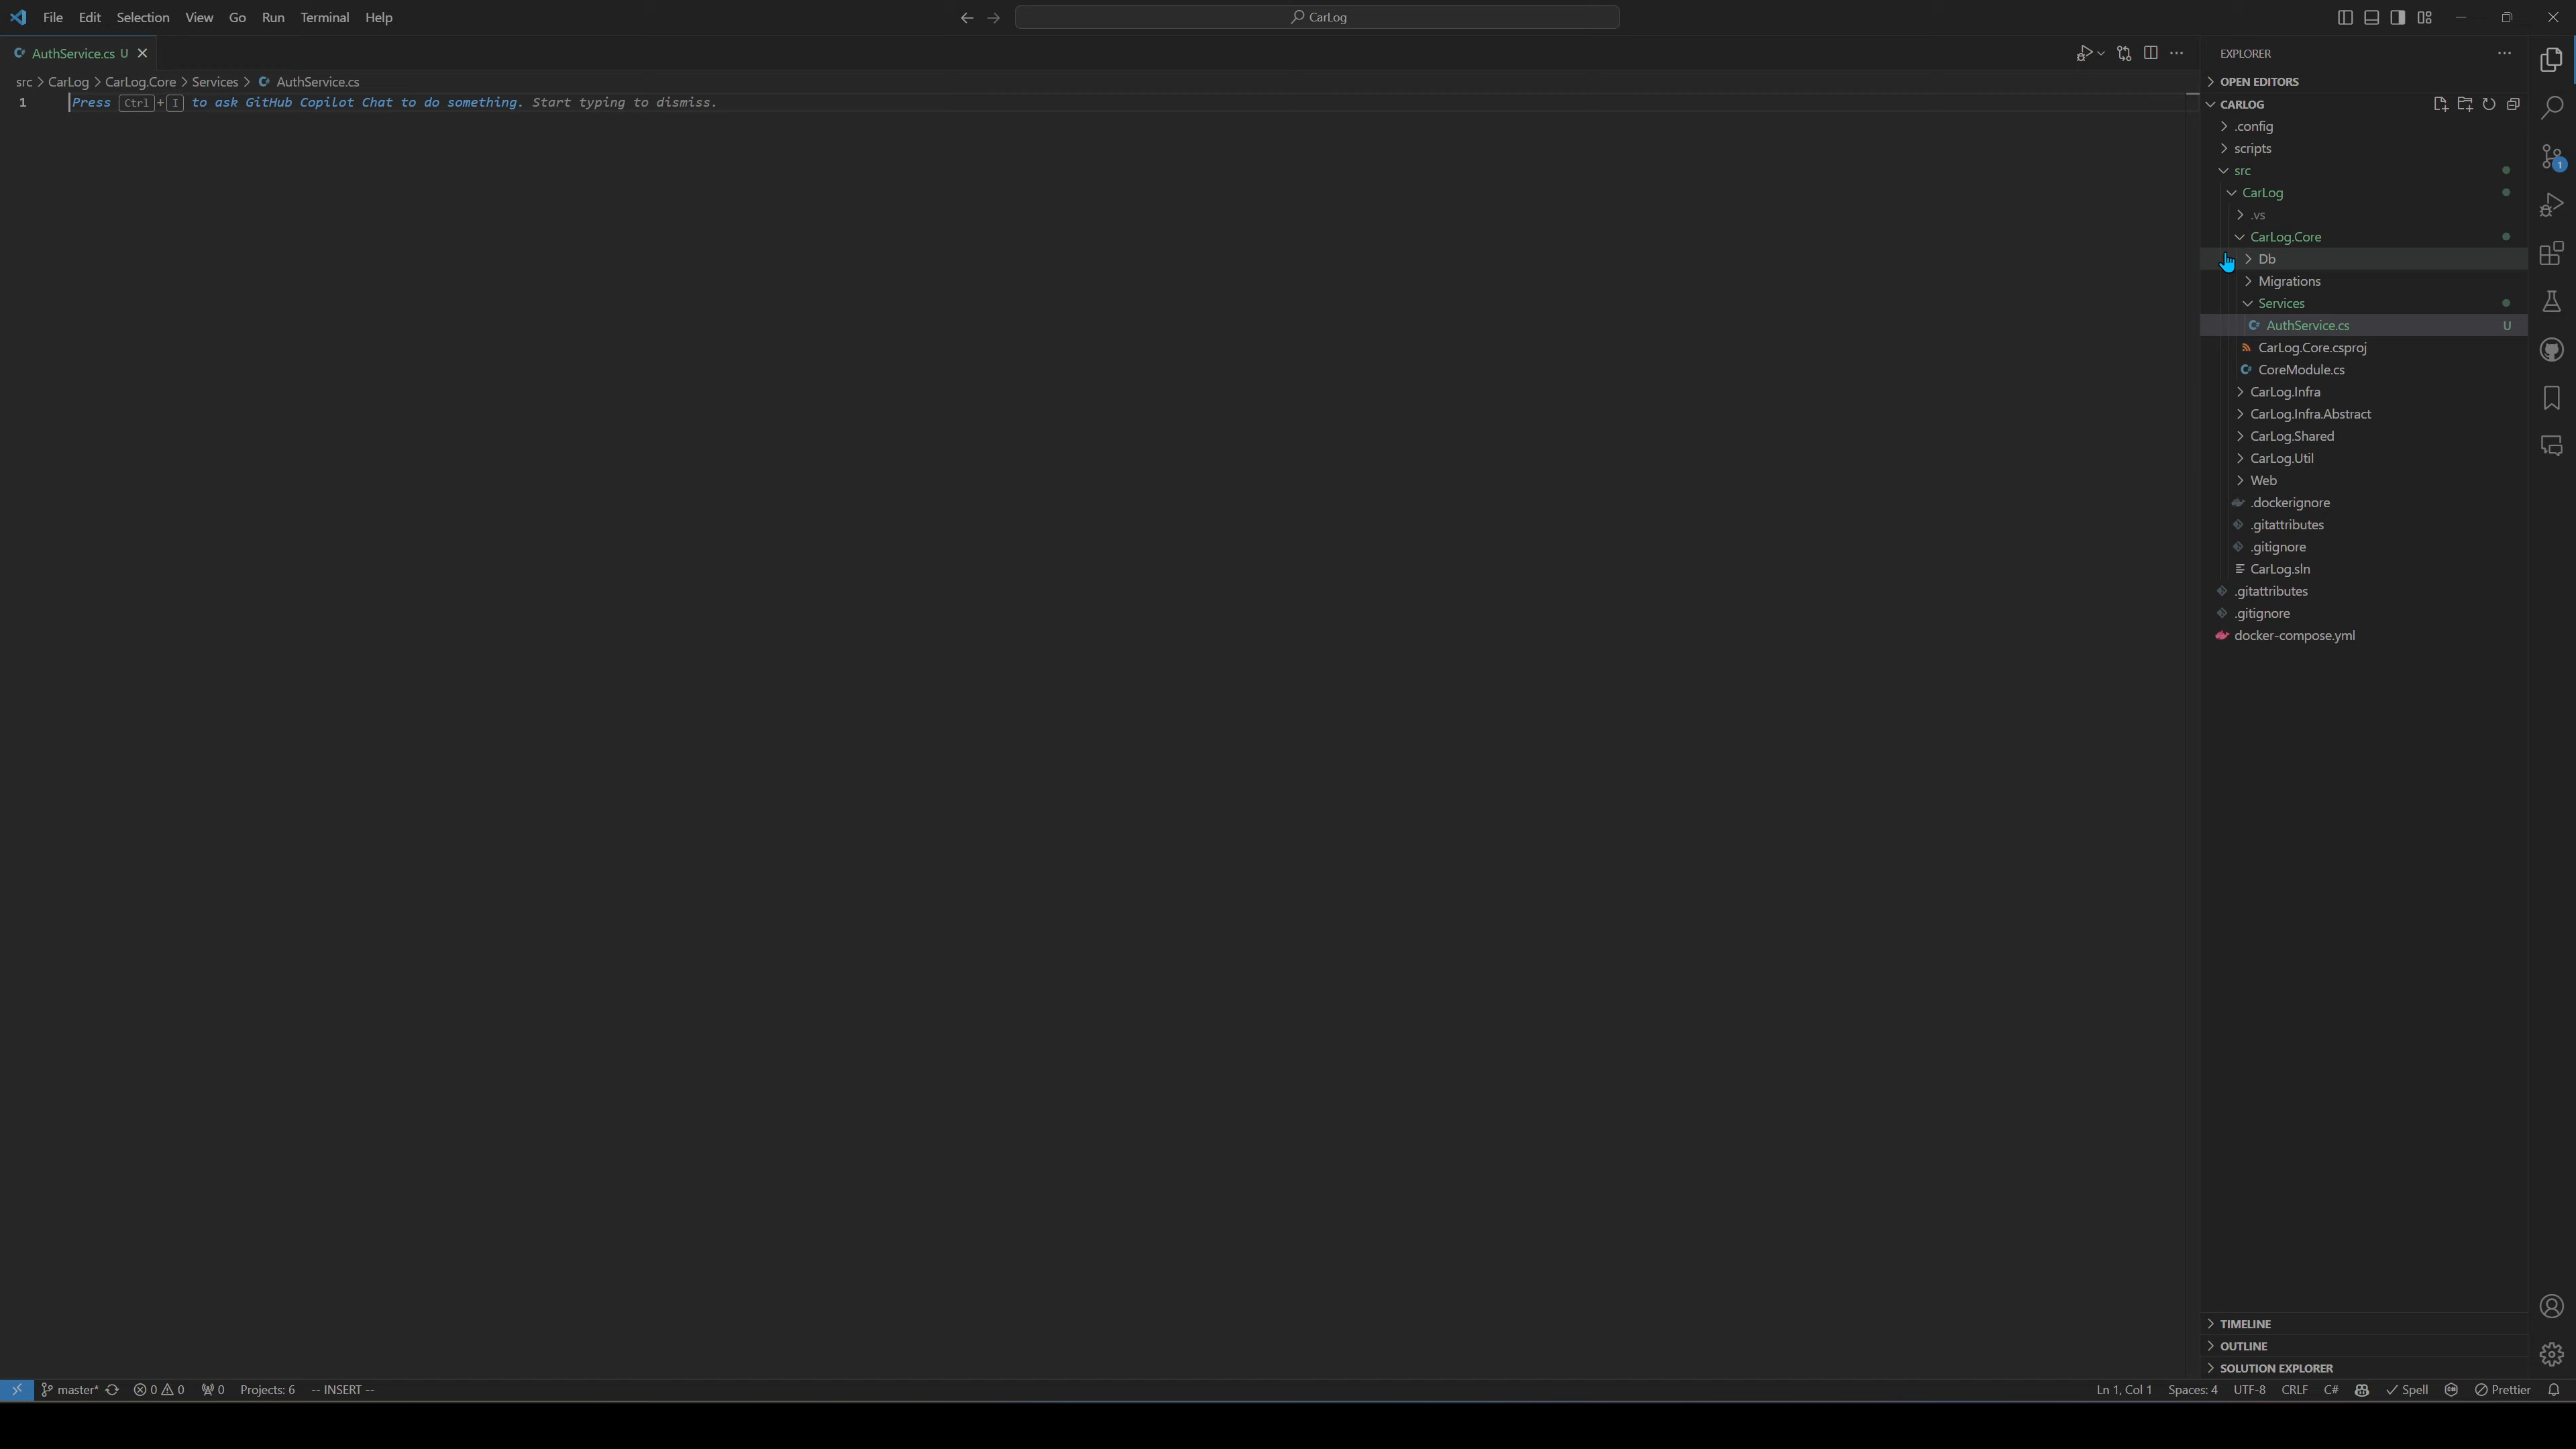 File Edit Selection View Go Run Terminal Help
CarLog
AuthService.cs U
src > CarLog > CarLog.Core > Services > AuthService.cs
1 Press Ctrl+I to ask GitHub Copilot Chat to do something. Start typing to dismiss.
EXPLORER
OPEN EDITORS
CARLOG
.config
scripts
src
CarLog
.vs
CarLog.Core
Db
Migrations
Services
AuthService.cs U
CarLog.Core.csproj
CoreModule.cs
CarLog.Infra
CarLog.Infra.Abstract
CarLog.Shared
CarLog.Util
Web
.dockerignore
.gitattributes
.gitignore
CarLog.sln
.gitattributes
.gitignore
docker-compose.yml
1
TIMELINE
OUTLINE
SOLUTION EXPLORER
master* 0 0 0 Projects: 6 -- INSERT -- Ln 1, Col 1 Spaces: 4 UTF-8 CRLF C# Spell Prettier